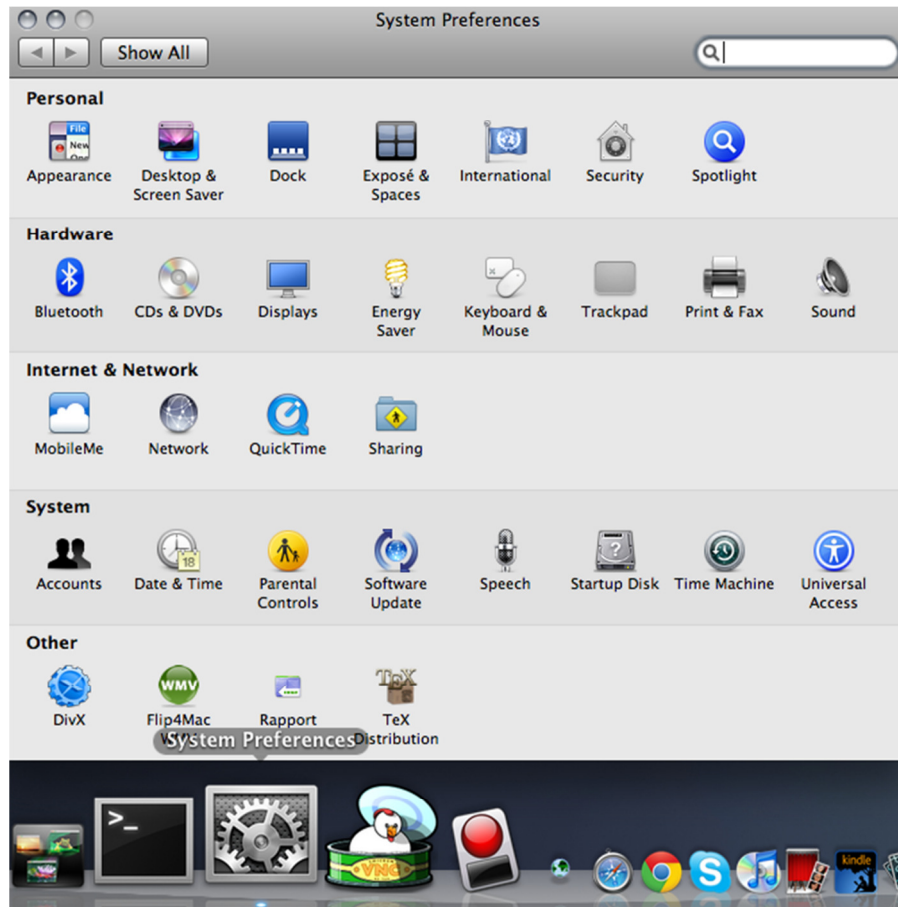 System Preferences
Show All
Personal
File
New
Appearance
Desktop &
Screen Saver
Dock
Exposé &
Spaces
International
Security
Spotlight
Hardware
Bluetooth
CDs & DVDs
Displays
Energy
Saver
Keyboard &
Mouse
Trackpad
Print & Fax
Sound
Internet & Network
MobileMe
Network
QuickTime
Sharing
System
18
Accounts
Date & Time
Parental
Controls
Software
Update
Speech
?
Startup Disk
Time Machine
Universal
Access
Other
WMV
TeX
DivX
Flip4Mac
Rapport
TeX
Distribution
System Preferences
>_
VNC
S
kindle